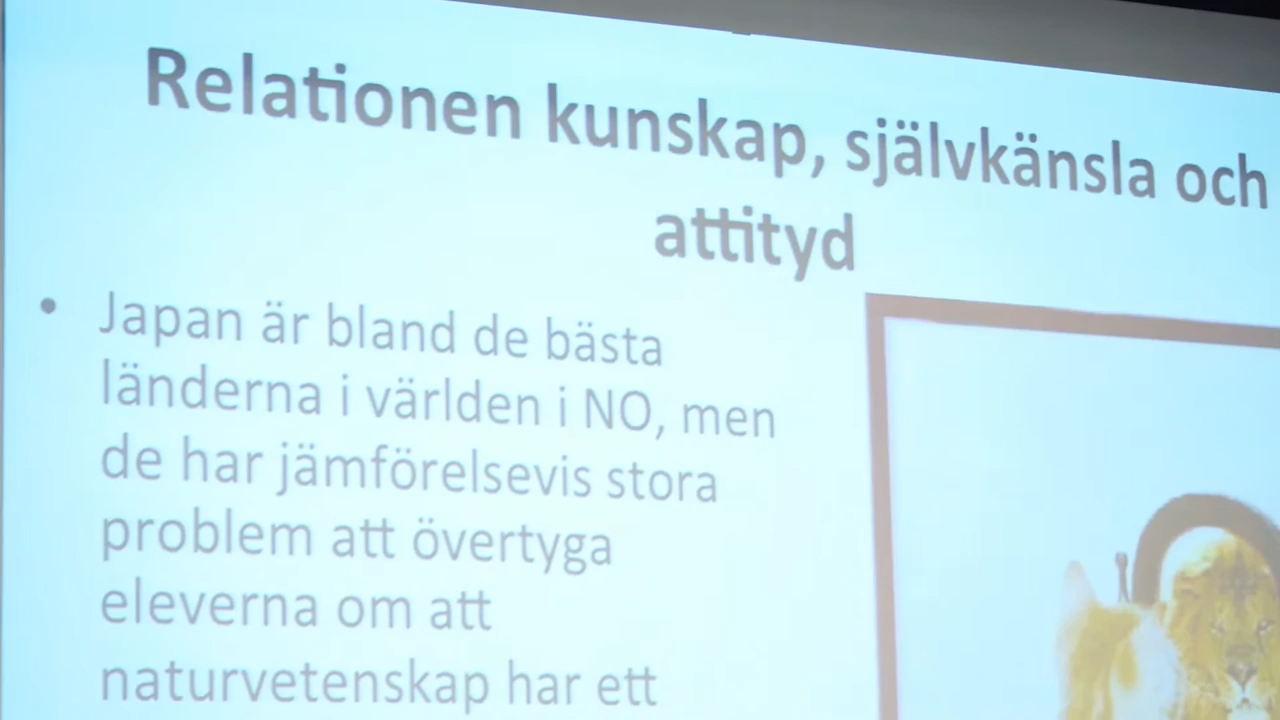 Relationen kunskap, självkänsla och
attityd
• Japan är bland de bästa
länderna i världen i NO, men
de har jämförelsevis stora
problem att övertyga
eleverna om att
naturvetenskap har ett